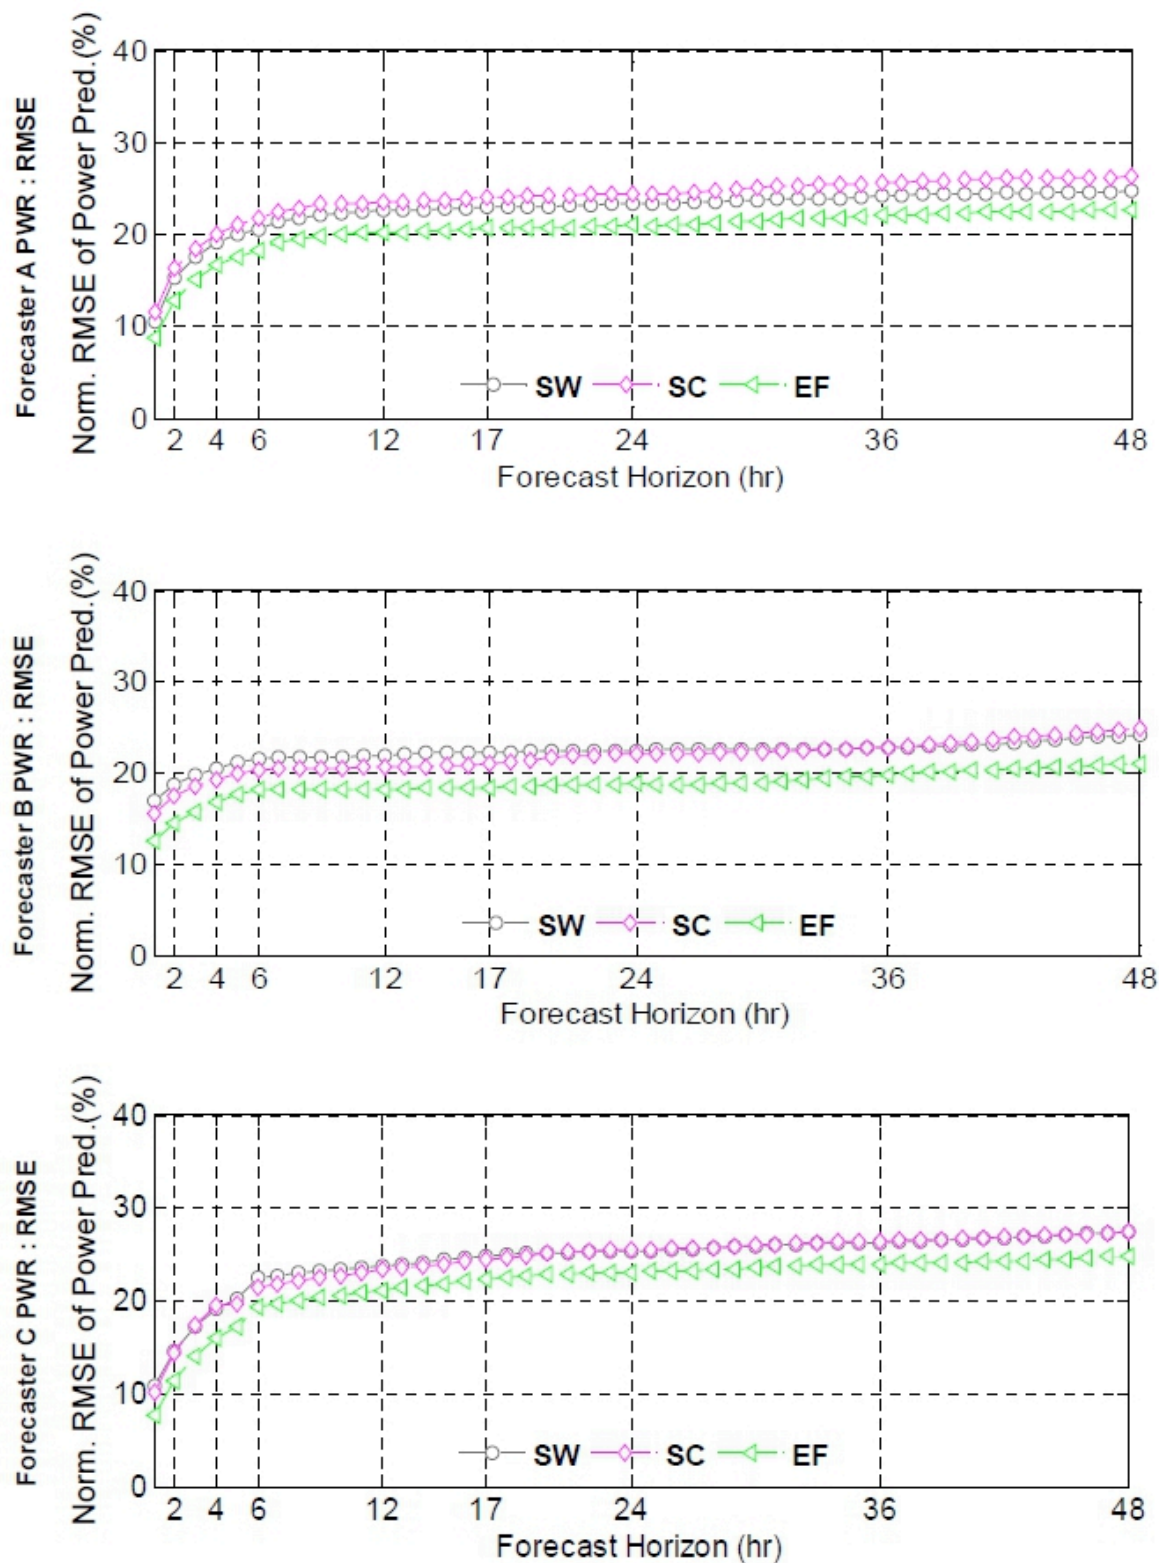 Forecaster A PWR : RMSE
Norm. RMSE of Power Pred.(%)
40
30
20
10
0
SW SC EF
2 4 6 12 17 24 36 48
Forecast Horizon (hr)
Forecaster B PWR : RMSE
Norm. RMSE of Power Pred.(%)
40
30
20
10
0
SW SC EF
2 4 6 12 17 24 36 48
Forecast Horizon (hr)
Forecaster C PWR : RMSE
Norm. RMSE of Power Pred.(%)
40
30
20
10
0
SW SC EF
2 4 6 12 17 24 36 48
Forecast Horizon (hr)